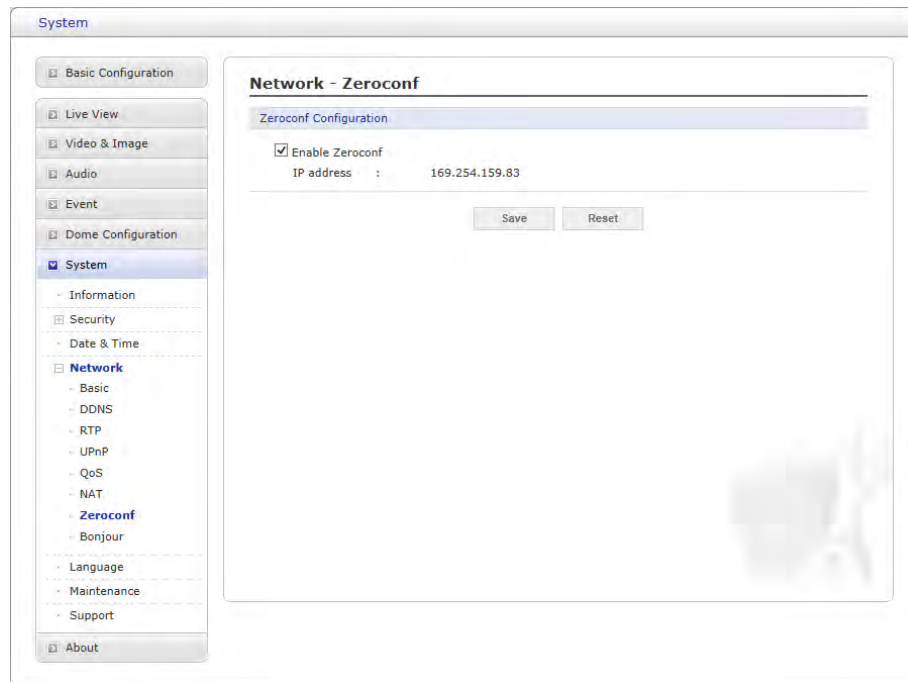 System
Basic Configuration
Live View
Video & Image
Audio
Event
Dome Configuration
System
Information
Security
Date & Time
Network
Basic
DDNS
RTP
UPnP
QoS
NAT
Zeroconf
Bonjour
Language
Maintenance
Support
About
Network - Zeroconf
Zeroconf Configuration
Enable Zeroconf
IP address : 169.254.159.83
Save Reset